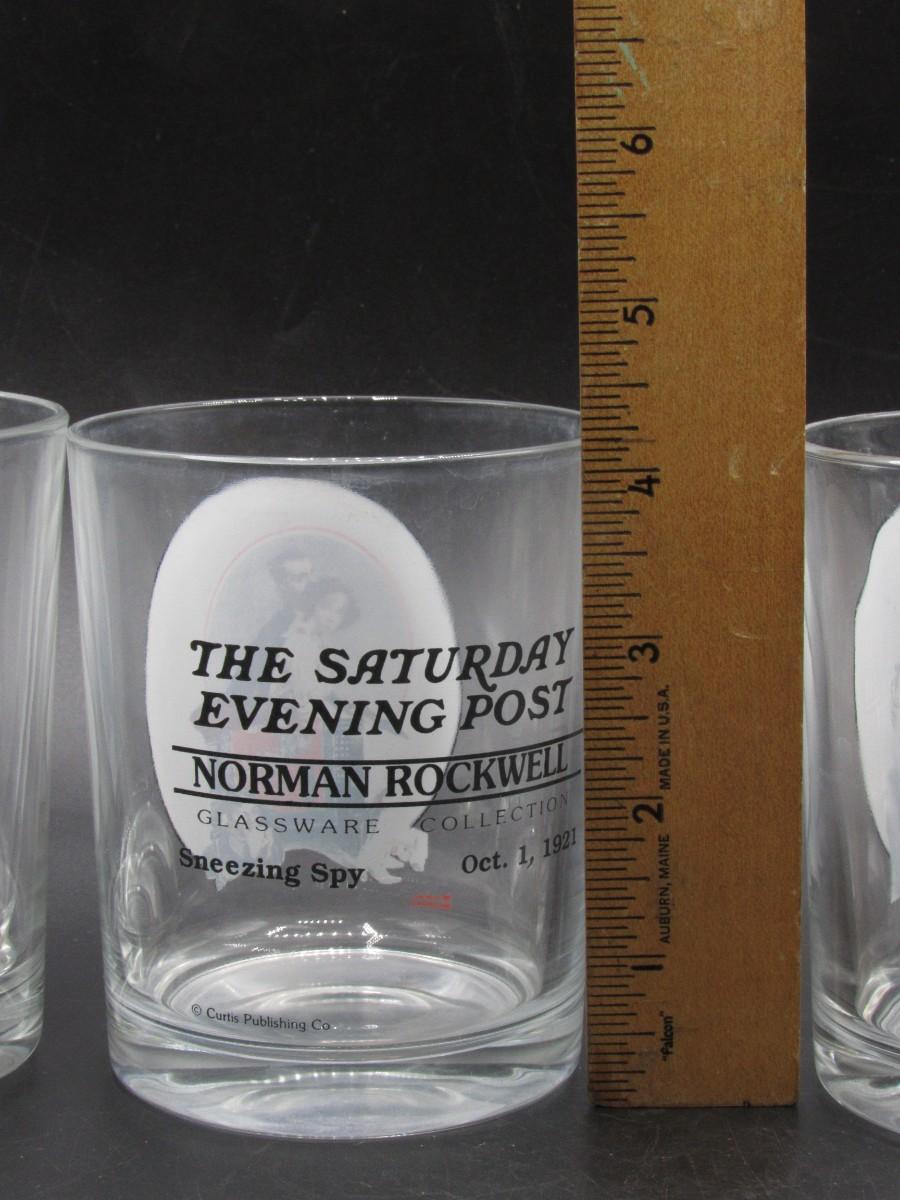 THE SATURDAY
EVENING POST
NORMAN ROCKWELL
GLASSWARE COLLECTION
Sneezing Spy Oct. 1, 1921
© Curtis Publishing Co.
6
5
4
3
2
1
"Falcon" AUBURN, MAINE MADE IN U.S.A.